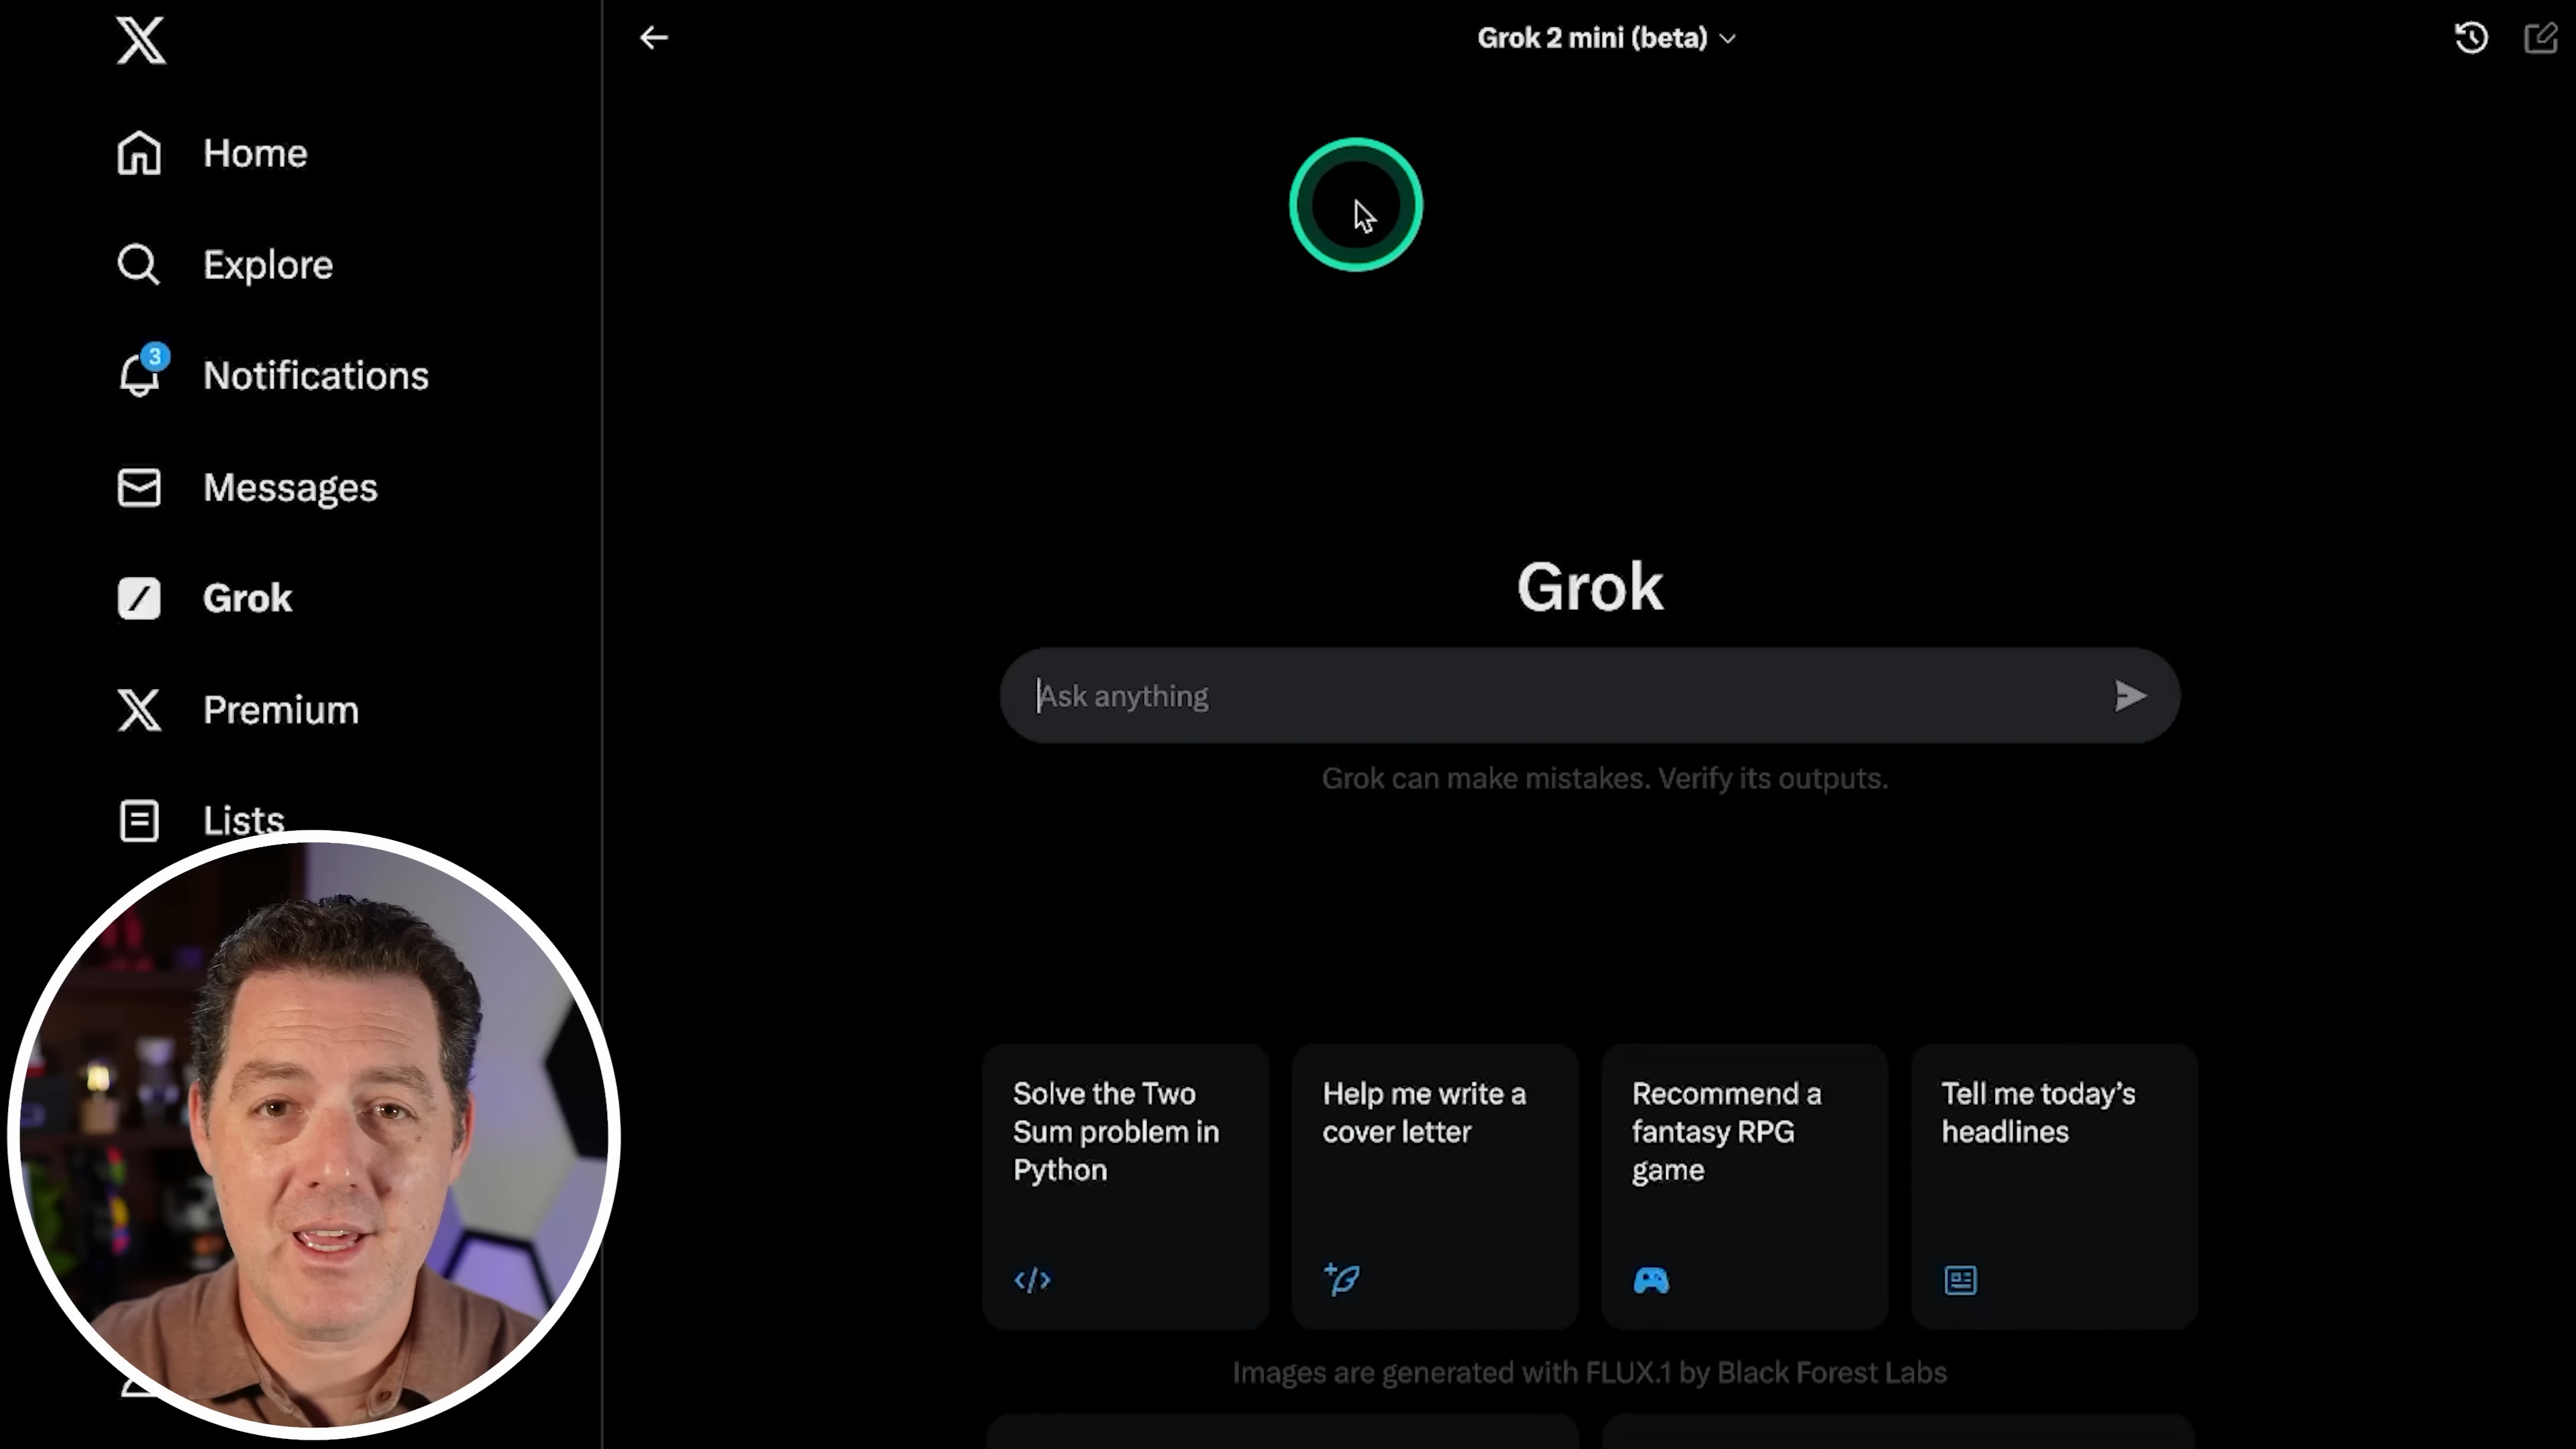 Home
Explore
3
Notifications
Messages
Grok
Premium
Lists
Grok 2 mini (beta)
Grok
Ask anything
Grok can make mistakes. Verify its outputs.
Solve the Two
Sum problem in
Python
Help me write a
cover letter
Recommend a
fantasy RPG
game
Tell me today’s
headlines
Images are generated with FLUX.1 by Black Forest Labs